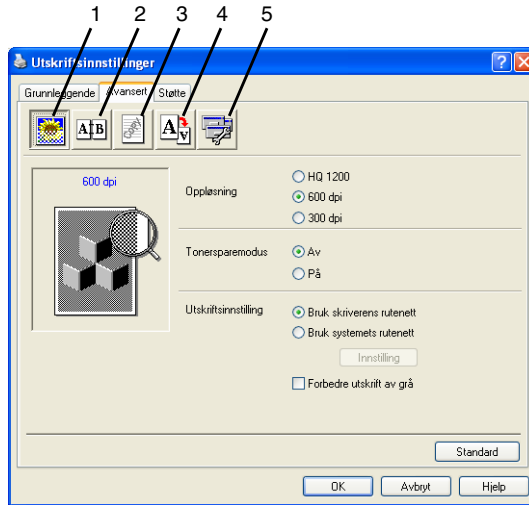 1 2 3 4 5
Utskriftsinnstillinger
Grunnleggende Avansert Støtte
A B COPY A A
600 dpi
Oppløsning
HQ 1200
600 dpi
300 dpi
Tonersparemodus
Av
På
Utskriftsinnstilling
Bruk skriverens rutenett
Bruk systemets rutenett
Innstilling
Forbedre utskrift av grå
Standard
OK Avbryt Hjelp